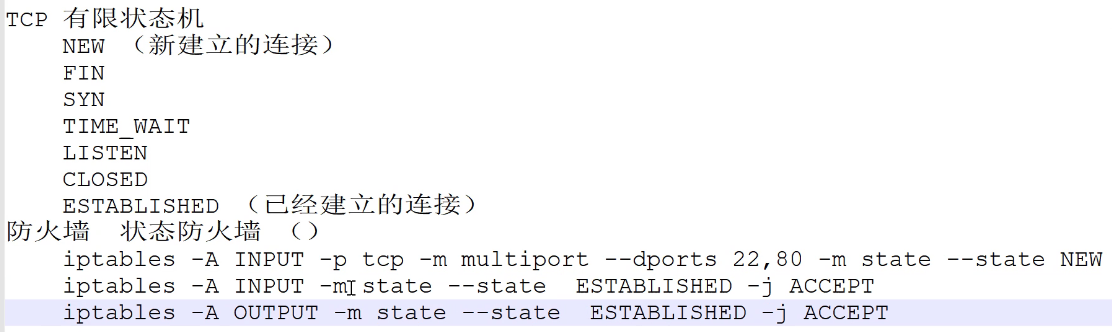 TCP 有限状态机
NEW （新建立的连接）
FIN
SYN
TIME_WAIT
LISTEN
CLOSED
ESTABLISHED （已经建立的连接）
防火墙 状态防火墙 （）
iptables -A INPUT -p tcp -m multiport --dports 22,80 -m state --state NEW
iptables -A INPUT -m state --state ESTABLISHED -j ACCEPT
iptables -A OUTPUT -m state --state ESTABLISHED -j ACCEPT